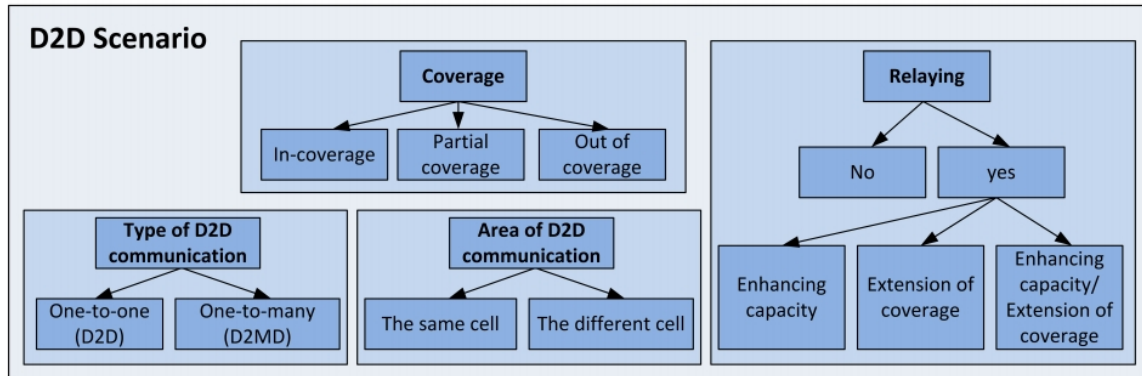 D2D Scenario
Coverage
In-coverage
Partial
coverage
Out of
coverage
Relaying
No
yes
Enhancing
capacity
Extension of
coverage
Enhancing
capacity/
Extension of
coverage
Type of D2D
communication
One-to-one
(D2D)
One-to-many
(D2MD)
Area of D2D
communication
The same cell
The different cell